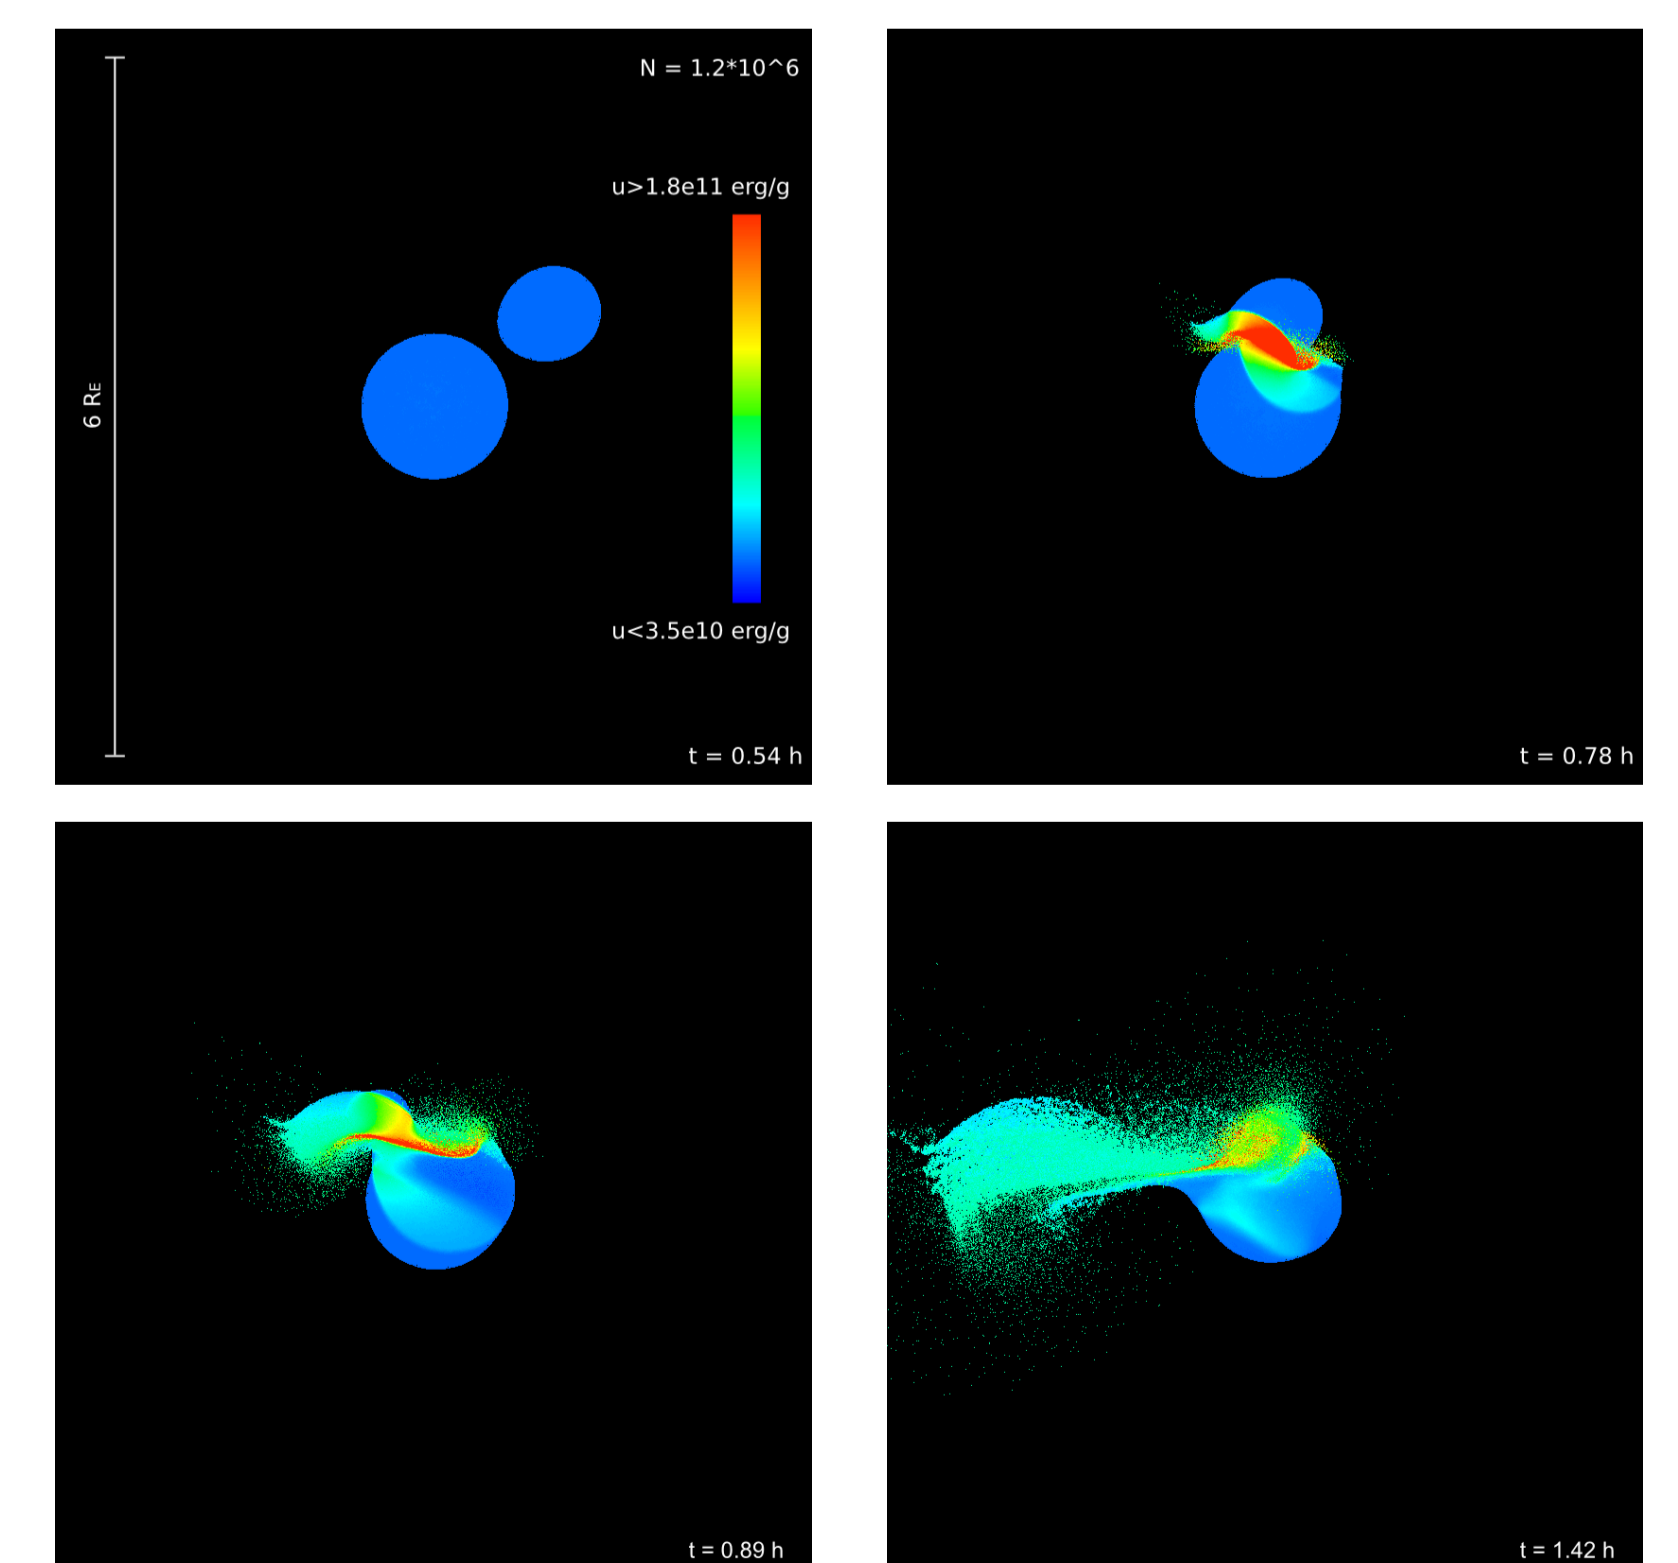 N = 1.2*10^6
u>1.8e11 erg/g
6 RE
u<3.5e10 erg/g
t = 0.54 h
t = 0.78 h
t = 0.89 h
t = 1.42 h